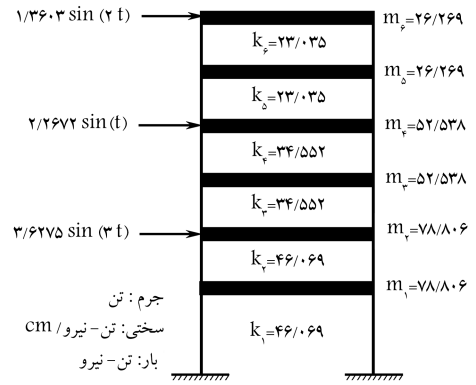 ۱/۳۶۰۳ sin (۲ t)
m۶=۲۶/۲۶۹
k۶=۲۳/۰۳۵
m۵=۲۶/۲۶۹
k۵=۲۳/۰۳۵
۲/۲۶۷۲ sin(t)
m۴=۵۲/۵۳۸
k۴=۳۴/۵۵۲
m۳=۵۲/۵۳۸
k۳=۳۴/۵۵۲
۳/۶۲۷۵ sin (۳ t)
m۲=۷۸/۸۰۶
k۲=۴۶/۰۶۹
m۱=۷۸/۸۰۶
k۱=۴۶/۰۶۹
جرم : تن
سختی: تن-نیرو/ cm
بار: تن-نیرو